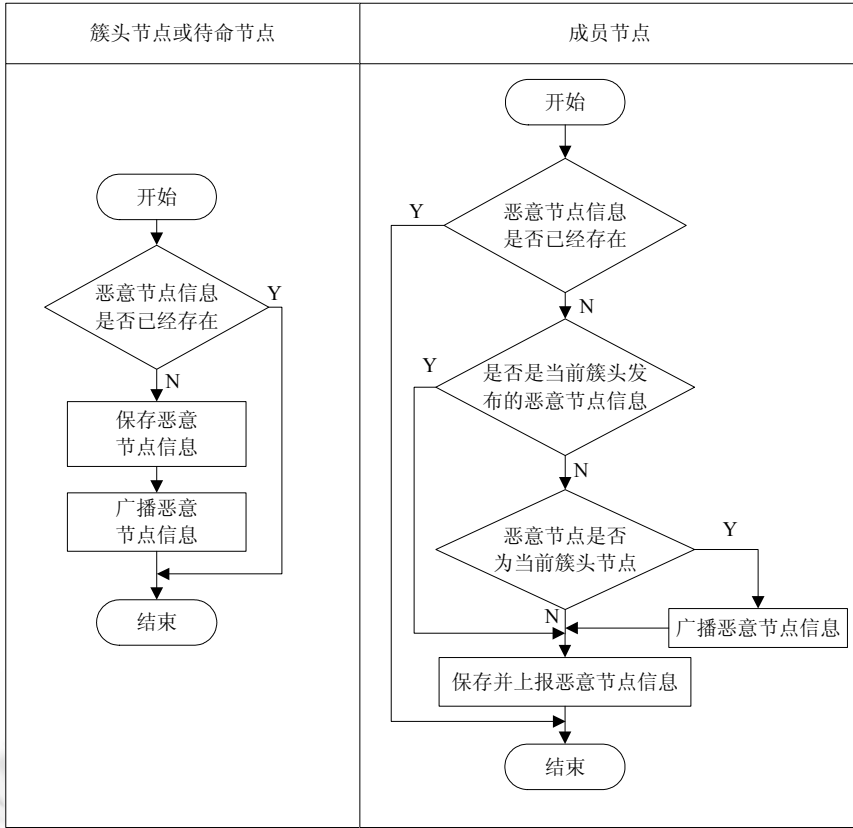 簇头节点或待命节点
成员节点
开始
恶意节点信息
是否已经存在
Y
N
保存恶意
节点信息
广播恶意
节点信息
结束
开始
恶意节点信息
是否已经存在
Y
N
是否是当前簇头发
布的恶意节点信息
Y
N
恶意节点是否
为当前簇头节点
Y
N
广播恶意节点信息
保存并上报恶意节点信息
结束